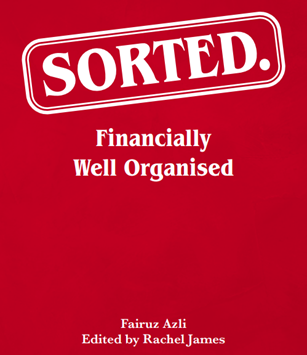 SORTED.
Financially
Well Organised
Fairuz Azli
Edited by Rachel James